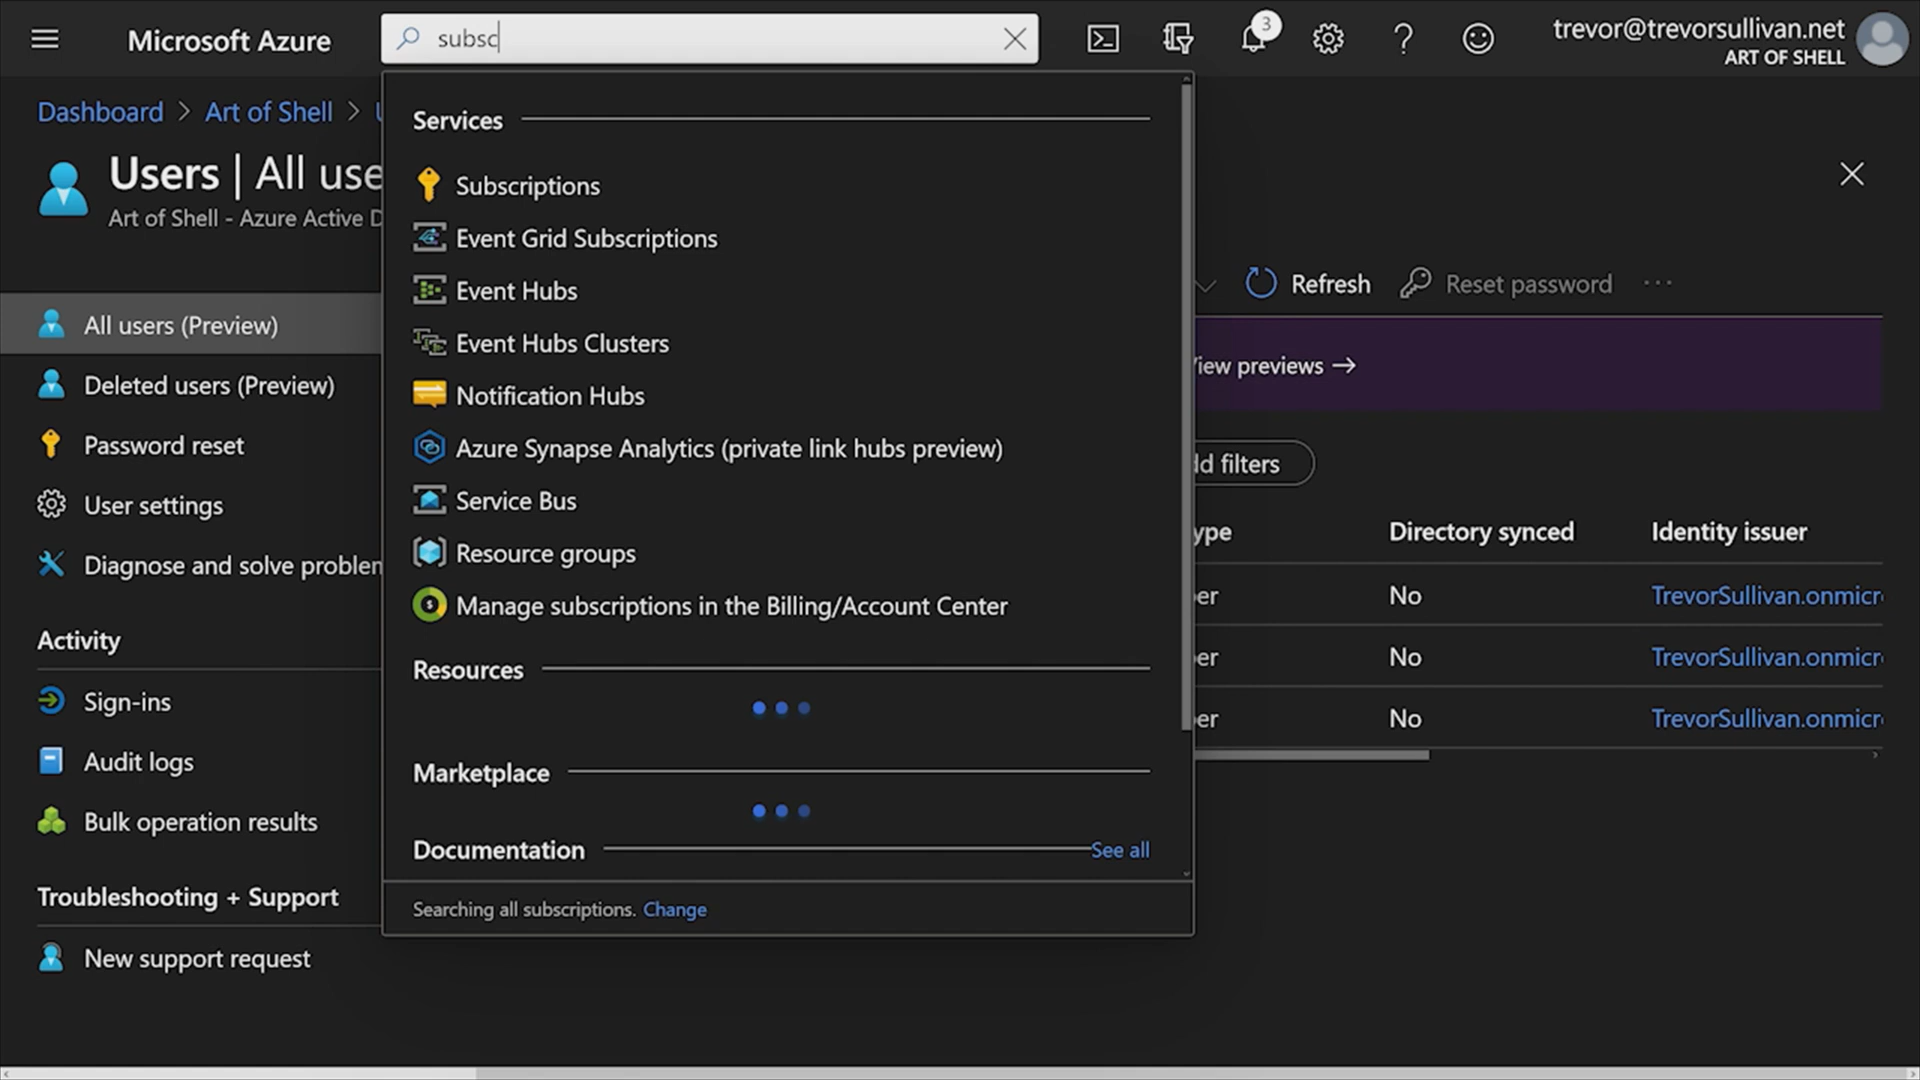 Microsoft Azure
subsc
3
trevor@trevorsullivan.net
ART OF SHELL
Dashboard > Art of Shell >
Users | All use
Art of Shell - Azure Active D
All users (Preview)
Deleted users (Preview)
Password reset
User settings
Diagnose and solve problem
Activity
Sign-ins
Audit logs
Bulk operation results
Troubleshooting + Support
New support request
Services
Subscriptions
Event Grid Subscriptions
Event Hubs
Event Hubs Clusters
Notification Hubs
Azure Synapse Analytics (private link hubs preview)
Service Bus
Resource groups
Manage subscriptions in the Billing/Account Center
Resources
Marketplace
Documentation
See all
Searching all subscriptions. Change
Refresh
Reset password
...
View previews →
dd filters
ype
Directory synced
Identity issuer
er
No
TrevorSullivan.onmicr
er
No
TrevorSullivan.onmicr
er
No
TrevorSullivan.onmicr